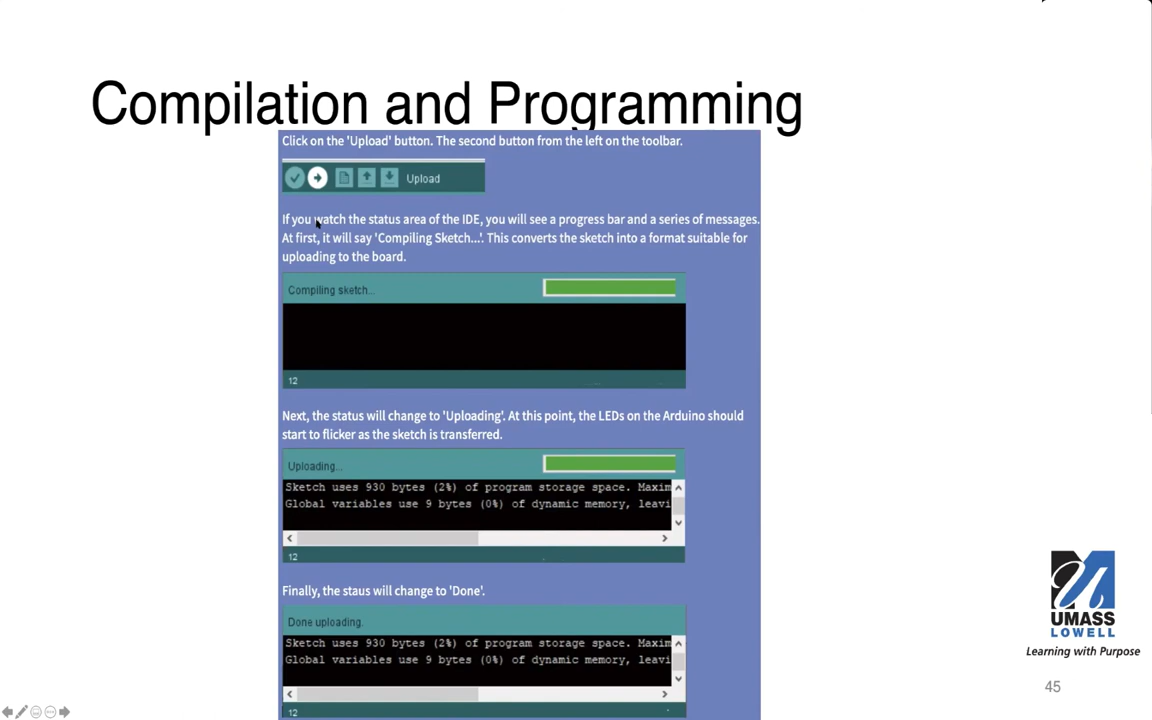 Compilation and Programming
Click on the 'Upload' button. The second button from the left on the toolbar.
Upload
If you watch the status area of the IDE, you will see a progress bar and a series of messages.
At first, it will say 'Compiling Sketch...'. This converts the sketch into a format suitable for
uploading to the board.
Compiling sketch...
12
Next, the status will change to 'Uploading'. At this point, the LEDs on the Arduino should
start to flicker as the sketch is transferred.
Uploading...
Sketch uses 930 bytes (2%) of program storage space. Maxim
Global variables use 9 bytes (0%) of dynamic memory, leavi
12
Finally, the staus will change to 'Done'.
Done uploading.
Sketch uses 930 bytes (2%) of program storage space. Maxim
Global variables use 9 bytes (0%) of dynamic memory, leavi
12
UMASS
LOWELL
Learning with Purpose
45